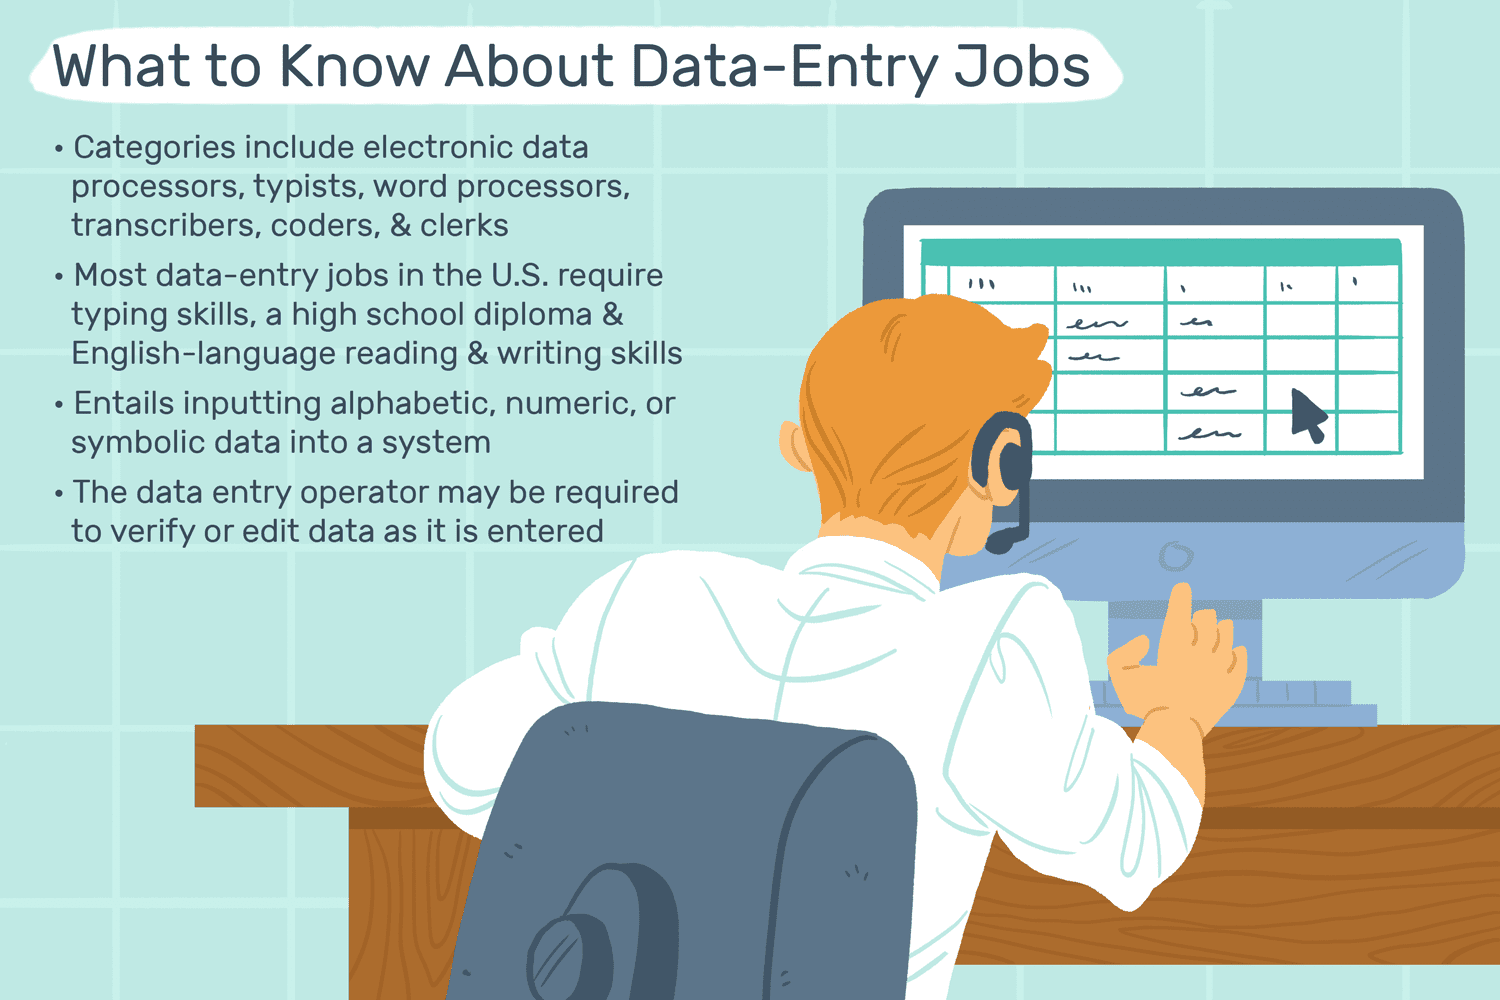 What to Know About Data-Entry Jobs
• Categories include electronic data
processors, typists, word processors,
transcribers, coders, & clerks
• Most data-entry jobs in the U.S. require
typing skills, a high school diploma &
English-language reading & writing skills
• Entails inputting alphabetic, numeric, or
symbolic data into a system
• The data entry operator may be required
to verify or edit data as it is entered